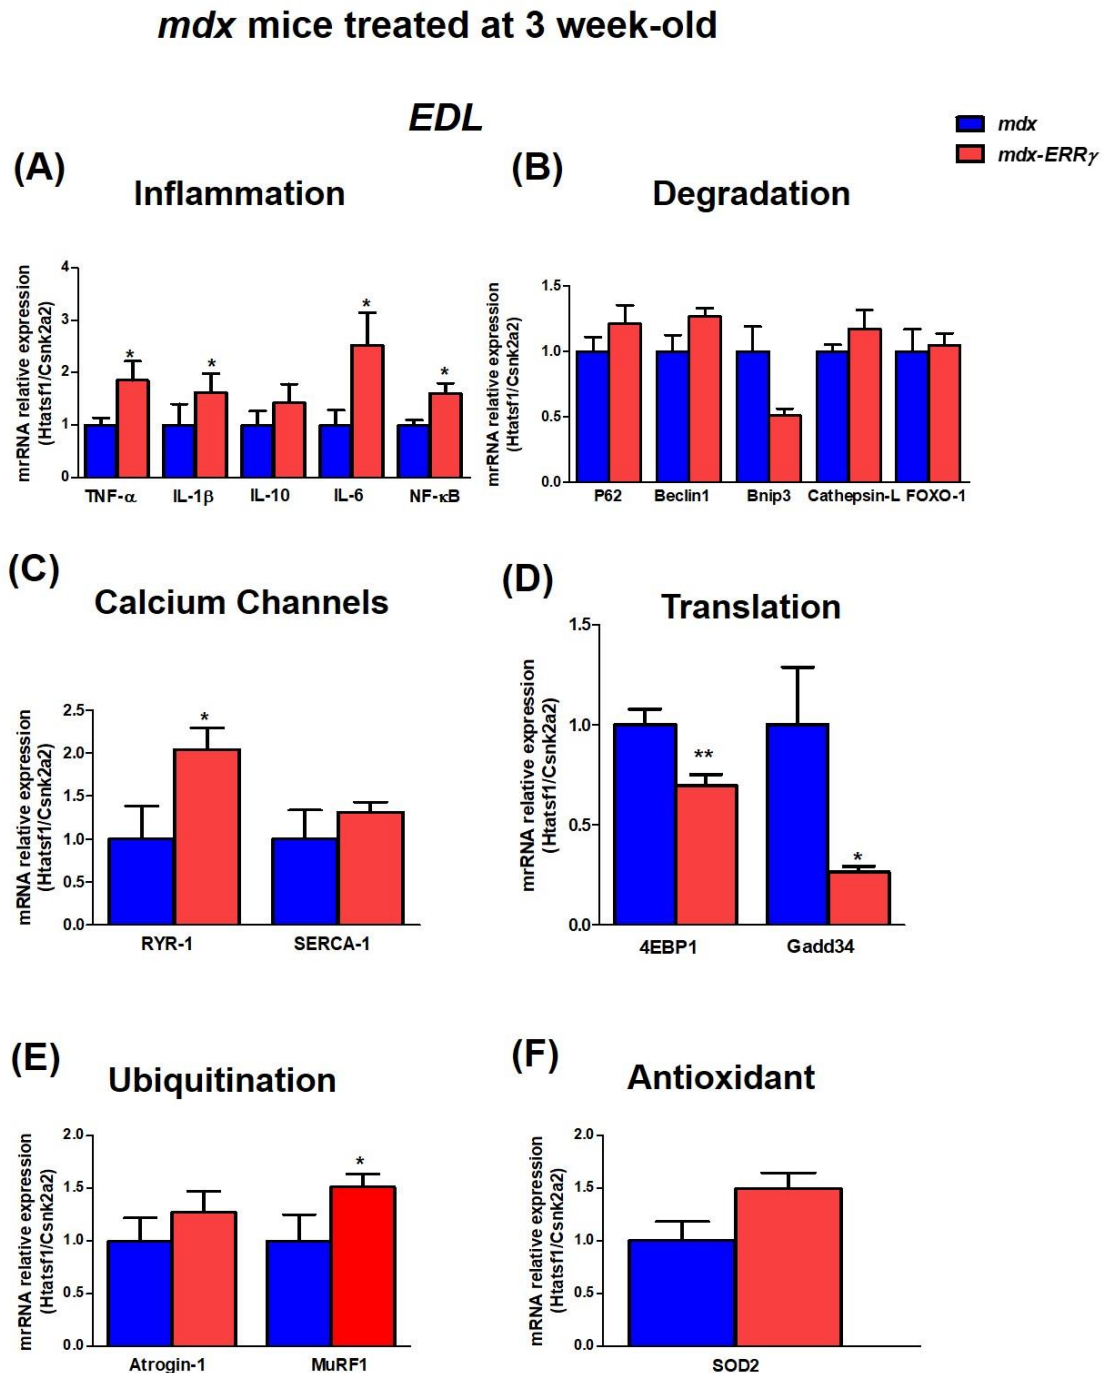 mdx mice treated at 3 week-old
EDL
mdx
mdx-ERRγ
(A)
Inflammation
mrRNA relative expression
(Htatsf1/Csnk2a2)
4
3
2
1
0
*
*
*
*
TNF-α IL-1β IL-10 IL-6 NF-κB
(B)
Degradation
mrRNA relative expression
(Htatsf1/Csnk2a2)
1.5
1.0
0.5
0.0
P62 Beclin1 Bnip3 Cathepsin-L FOXO-1
(C)
Calcium Channels
mRNA relative expression
(Htatsf1/Csnk2a2)
2.5
2.0
1.5
1.0
0.5
0.0
*
RYR-1 SERCA-1
(D)
Translation
mrRNA relative expression
(Htatsf1/Csnk2a2)
1.5
1.0
0.5
0.0
**
*
4EBP1 Gadd34
(E)
Ubiquitination
mrRNA relative expression
(Htatsf1/Csnk2a2)
2.0
1.5
1.0
0.5
0.0
*
Atrogin-1 MuRF1
(F)
Antioxidant
mRNA relative expression
(Htatsf1/Csnk2a2)
2.0
1.5
1.0
0.5
0.0
SOD2